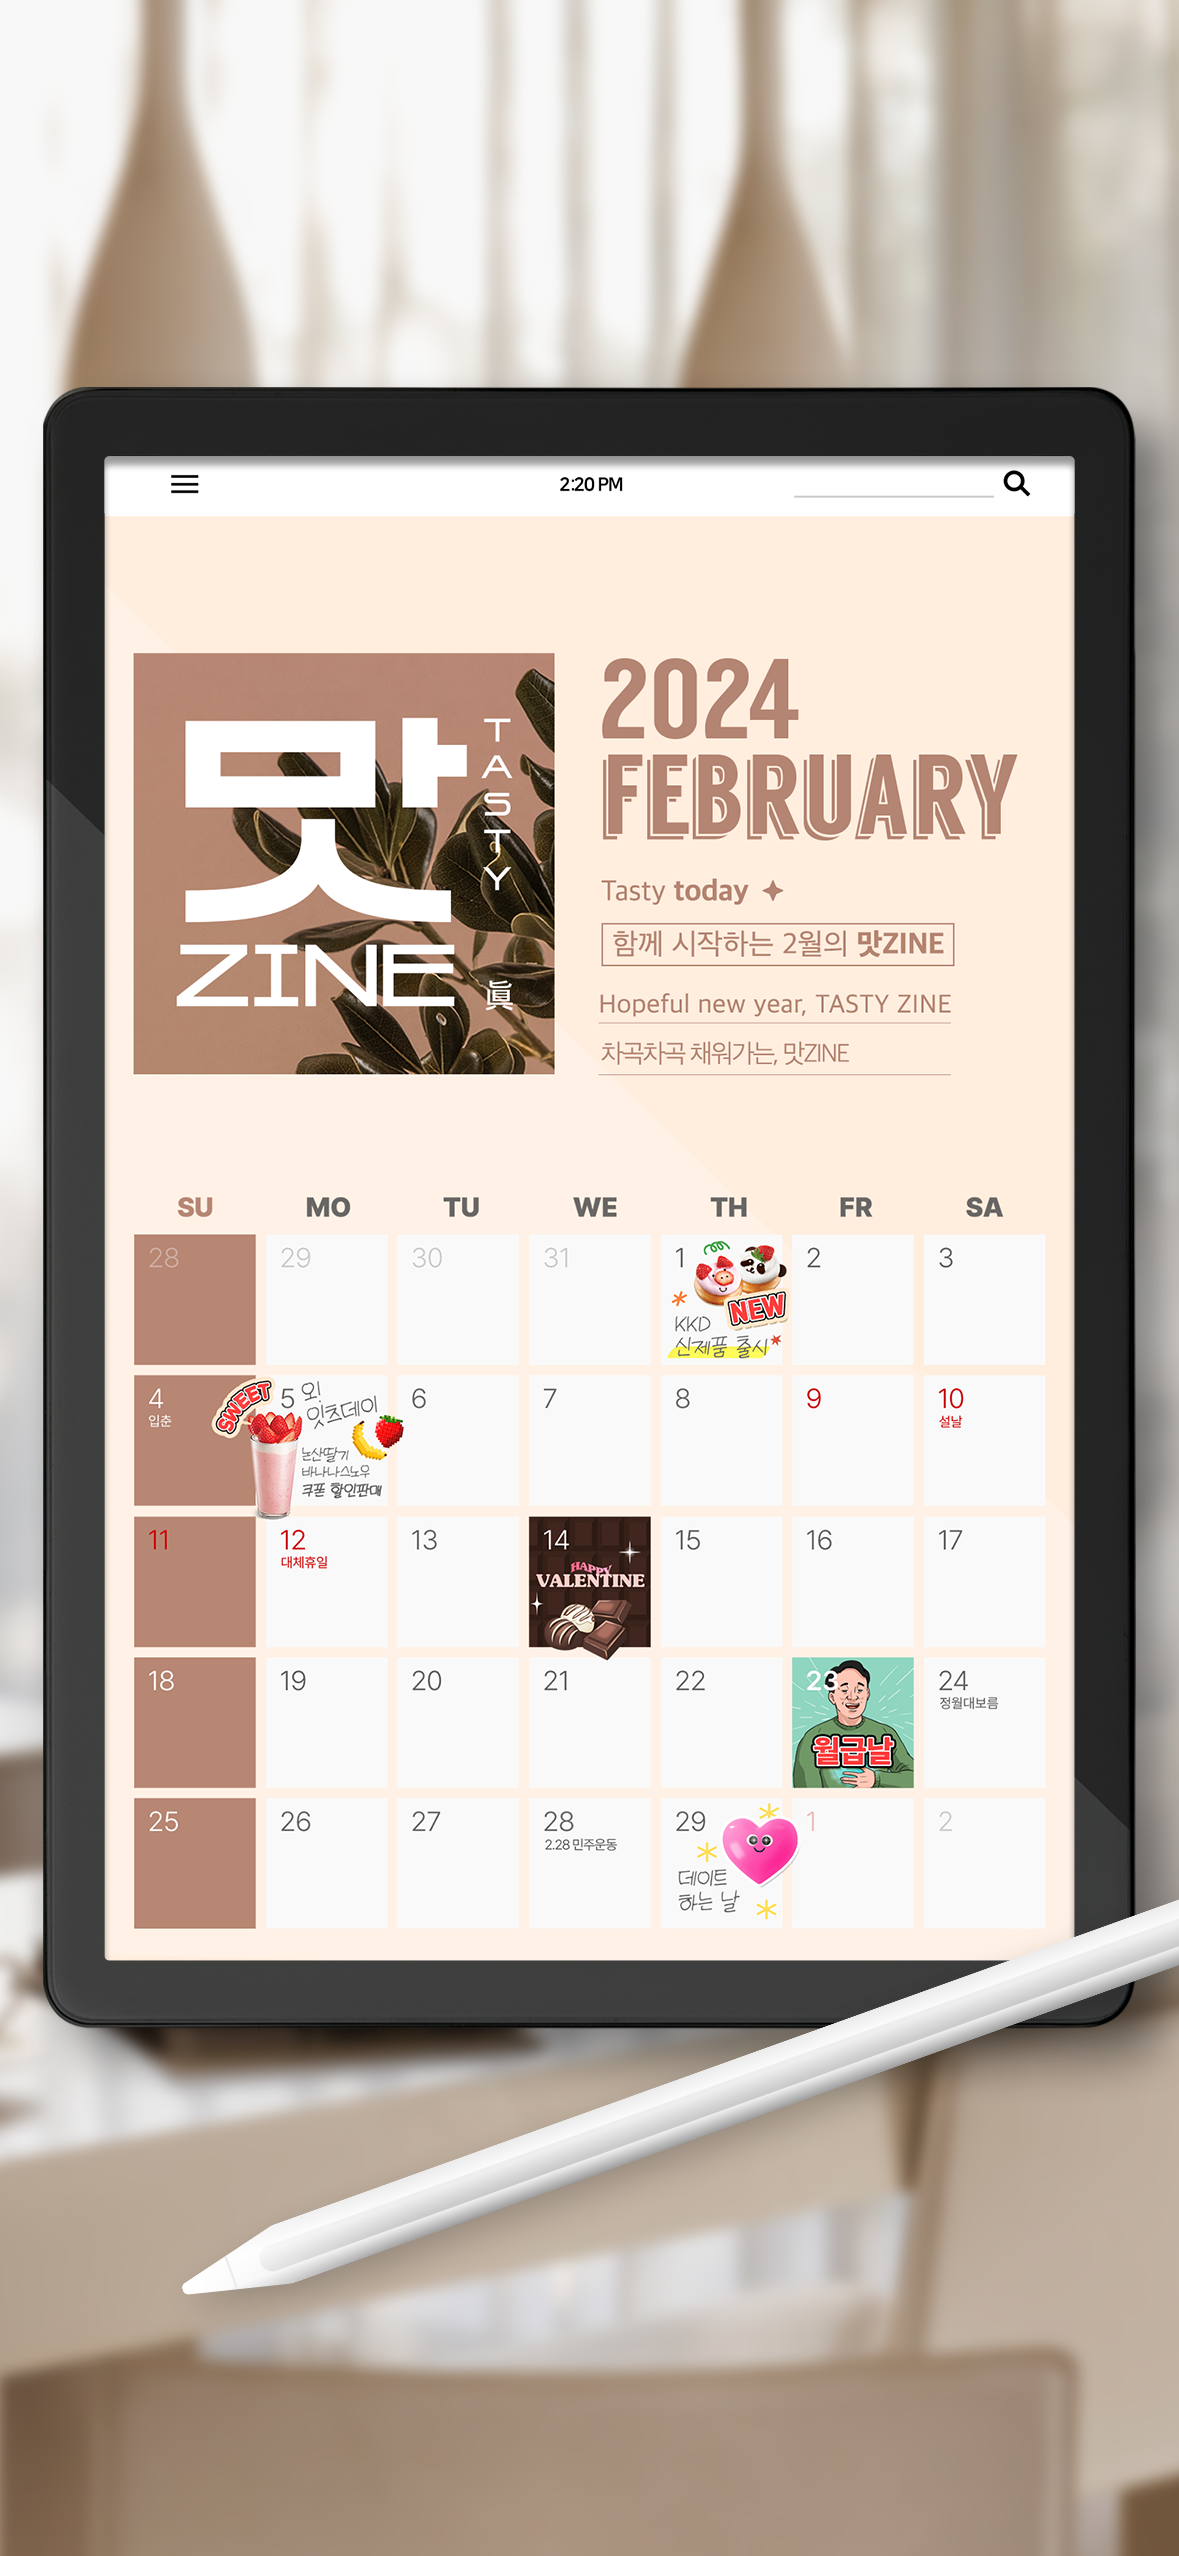 2:20 PM
맛
TASTY
ZINE
眞
2024
FEBRUARY
Tasty today
함께 시작하는 2월의 맛ZINE
Hopeful new year, TASTY ZINE
차곡차곡 채워가는, 맛ZINE
SU MO TU WE TH FR SA
28 29 30 31 1 2 3
NEW
KKD
신제품 출시
4 5 6 7 8 9 10
입춘
SWEET
오!
잇츠데이
논산딸기
바나나스노우
쿠폰 할인판매
설날
11 12 13 14 15 16 17
대체휴일
HAPPY
VALENTINE
18 19 20 21 22 23 24
월급날
정월대보름
25 26 27 28 29 1 2
2.28 민주운동
데이트
하는 날